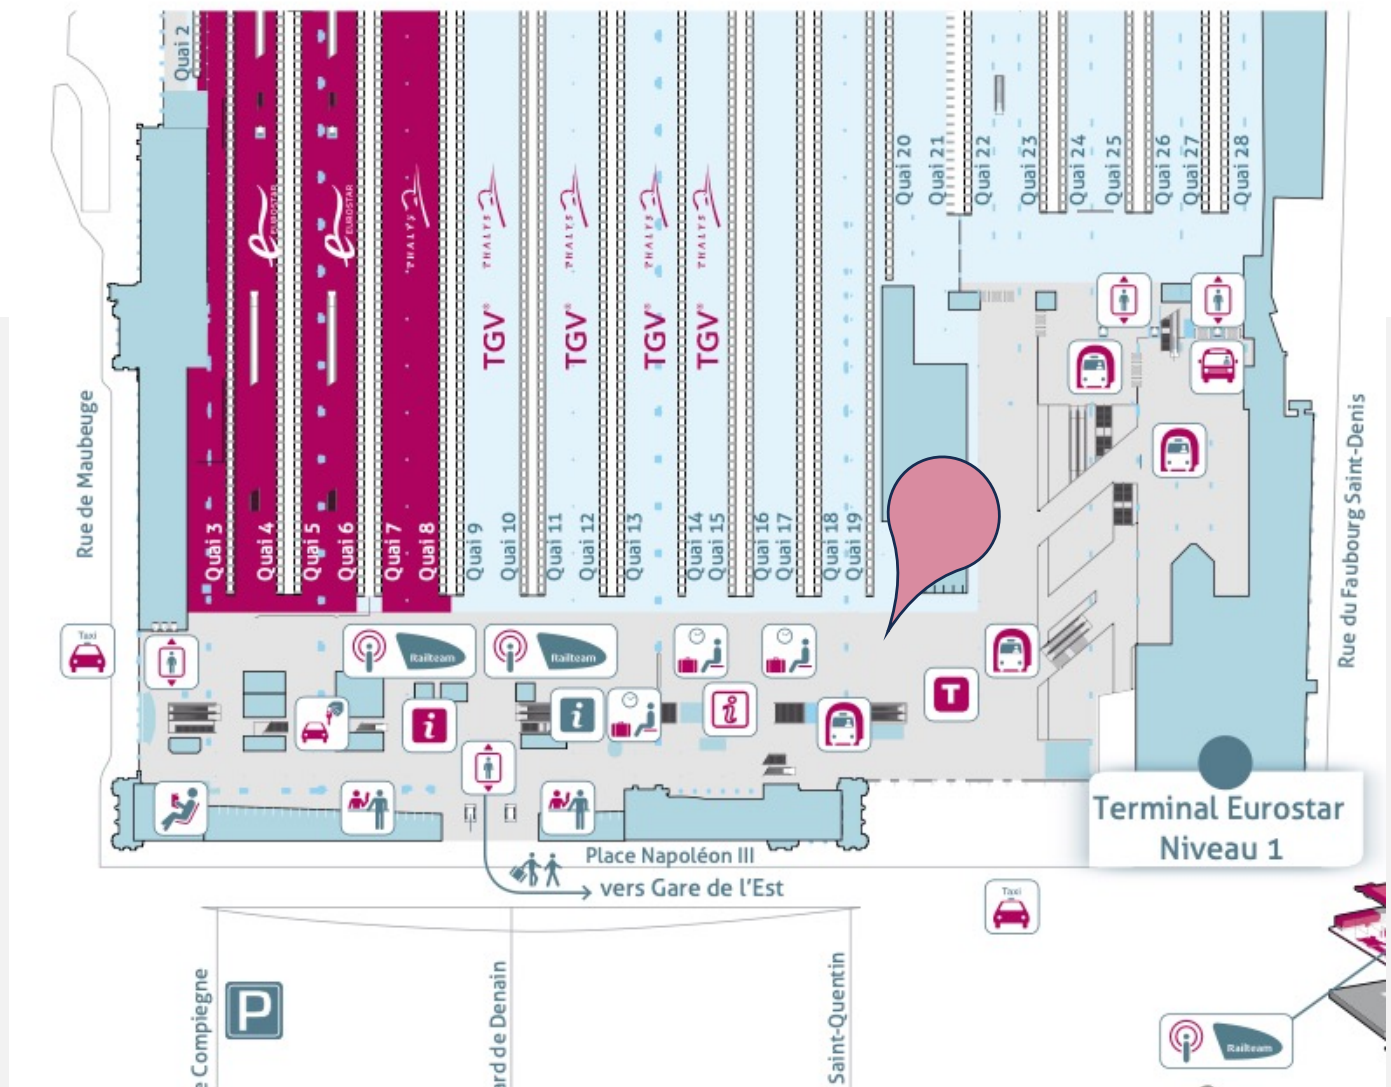 Quai 2
Quai 20
Quai 21
Quai 22
Quai 23
Quai 24
Quai 25
Quai 26
Quai 27
Quai 28
EUROSTAR
EUROSTAR
THALYS
THALYS
THALYS
THALYS
THALYS
TGV®
TGV®
TGV®
TGV®
Rue de Maubeuge
Rue du Faubourg Saint-Denis
Quai 3
Quai 4
Quai 5
Quai 6
Quai 7
Quai 8
Quai 9
Quai 10
Quai 11
Quai 12
Quai 13
Quai 14
Quai 15
Quai 16
Quai 17
Quai 18
Quai 19
Taxi
Railteam
Railteam
i
i
i
T
Terminal Eurostar
Niveau 1
Place Napoléon III
vers Gare de l'Est
Taxi
P
e Compiegne
ard de Denain
Saint-Quentin
Railteam